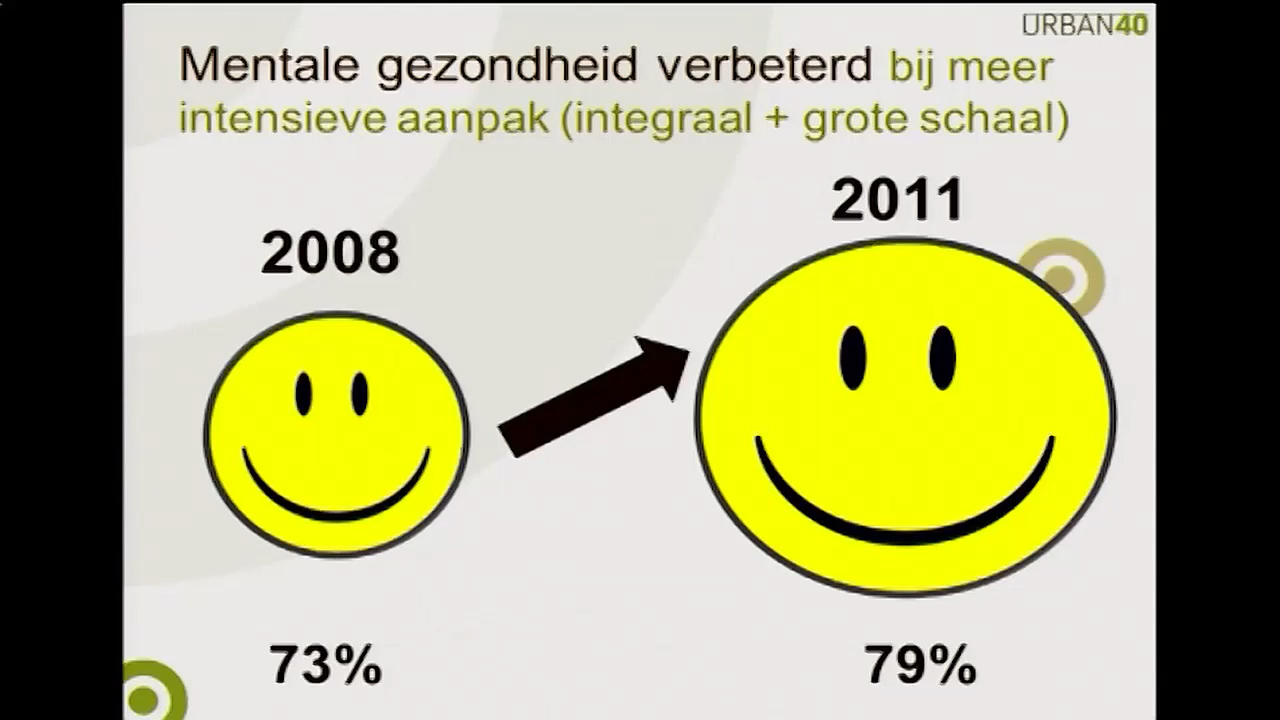 URBAN40
Mentale gezondheid verbeterd bij meer
intensieve aanpak (integraal + grote schaal)
2008
2011
73%
79%